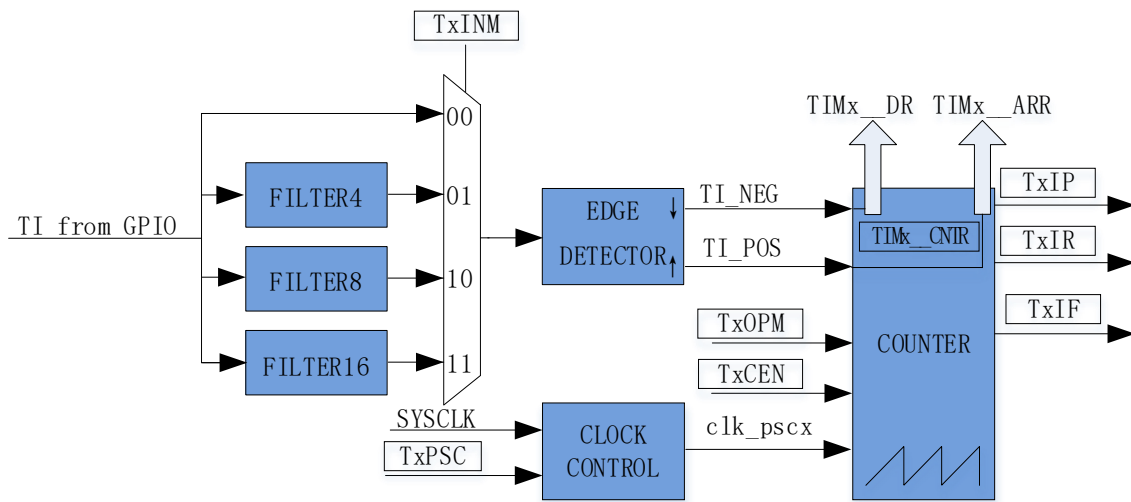 TxINM
TIMx__DR
TIMx__ARR
00
FILTER4
01
TI from GPIO
FILTER8
10
FILTER16
11
EDGE ↓
DETECTOR↑
TI_NEG
TI_POS
TIMx__CNTR
TxIP
TxIR
TxIF
TxOPM
TxCEN
COUNTER
SYSCLK
TxPSC
CLOCK
CONTROL
clk_pscx